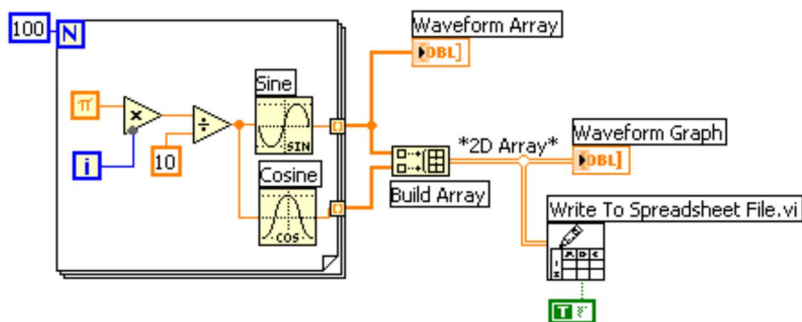 100
N
Waveform Array
DBL]
Sine
π
×
÷
SIN
i
10
*2D Array*
Waveform Graph
DBL]
Cosine
Build Array
COS
Write To Spreadsheet File.vi
T